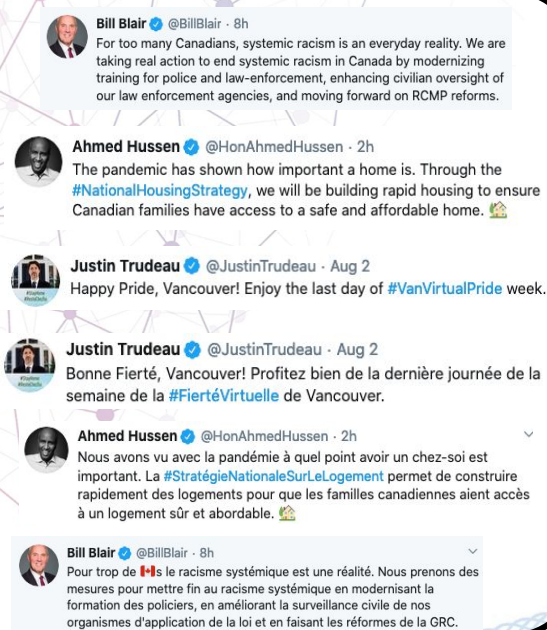 Bill Blair @BillBlair · 8h
For too many Canadians, systemic racism is an everyday reality. We are
taking real action to end systemic racism in Canada by modernizing
training for police and law-enforcement, enhancing civilian oversight of
our law enforcement agencies, and moving forward on RCMP reforms.
Ahmed Hussen @HonAhmedHussen · 2h
The pandemic has shown how important a home is. Through the
#NationalHousingStrategy, we will be building rapid housing to ensure
Canadian families have access to a safe and affordable home. 🏡
Justin Trudeau @JustinTrudeau · Aug 2
Happy Pride, Vancouver! Enjoy the last day of #VanVirtualPride week.
Justin Trudeau @JustinTrudeau · Aug 2
Bonne Fierté, Vancouver! Profitez bien de la dernière journée de la
semaine de la #FiertéVirtuelle de Vancouver.
Ahmed Hussen @HonAhmedHussen · 2h
Nous avons vu avec la pandémie à quel point avoir un chez-soi est
important. La #StratégieNationaleSurLeLogement permet de construire
rapidement des logements pour que les familles canadiennes aient accès
à un logement sûr et abordable. 🏡
Bill Blair @BillBlair · 8h
Pour trop de 🇨🇦s le racisme systémique est une réalité. Nous prenons des
mesures pour mettre fin au racisme systémique en modernisant la
formation des policiers, en améliorant la surveillance civile de nos
organismes d'application de la loi et en faisant les réformes de la GRC.